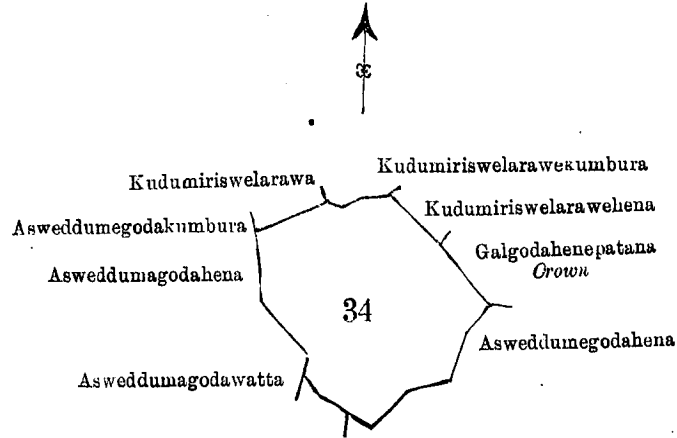 Kudumiriswelarawekumbura
Kudumiriswelarawa
Kudumiriswelarawehena
Asweddumegodakumbura
Galgodahenepatana
Crown
Asweddumagodahena
34
Asweddumegodahena
Asweddumagodawatta